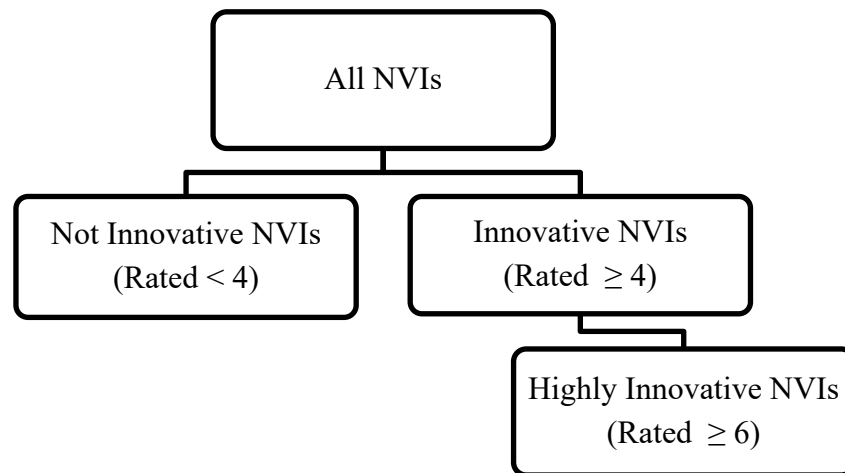 All NVIs
Not Innovative NVIs
(Rated < 4)
Innovative NVIs
(Rated ≥ 4)
Highly Innovative NVIs
(Rated ≥ 6)